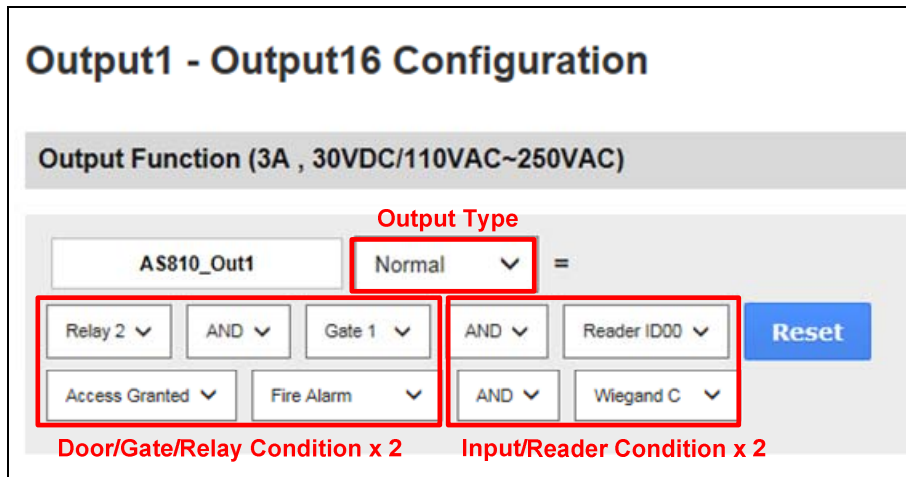 Output1 - Output16 Configuration
Output Function (3A , 30VDC/110VAC~250VAC)
Output Type
AS810_Out1 Normal =
Relay 2 AND Gate 1 AND Reader ID00 Reset
Access Granted Fire Alarm AND Wiegand C
Door/Gate/Relay Condition x 2 Input/Reader Condition x 2